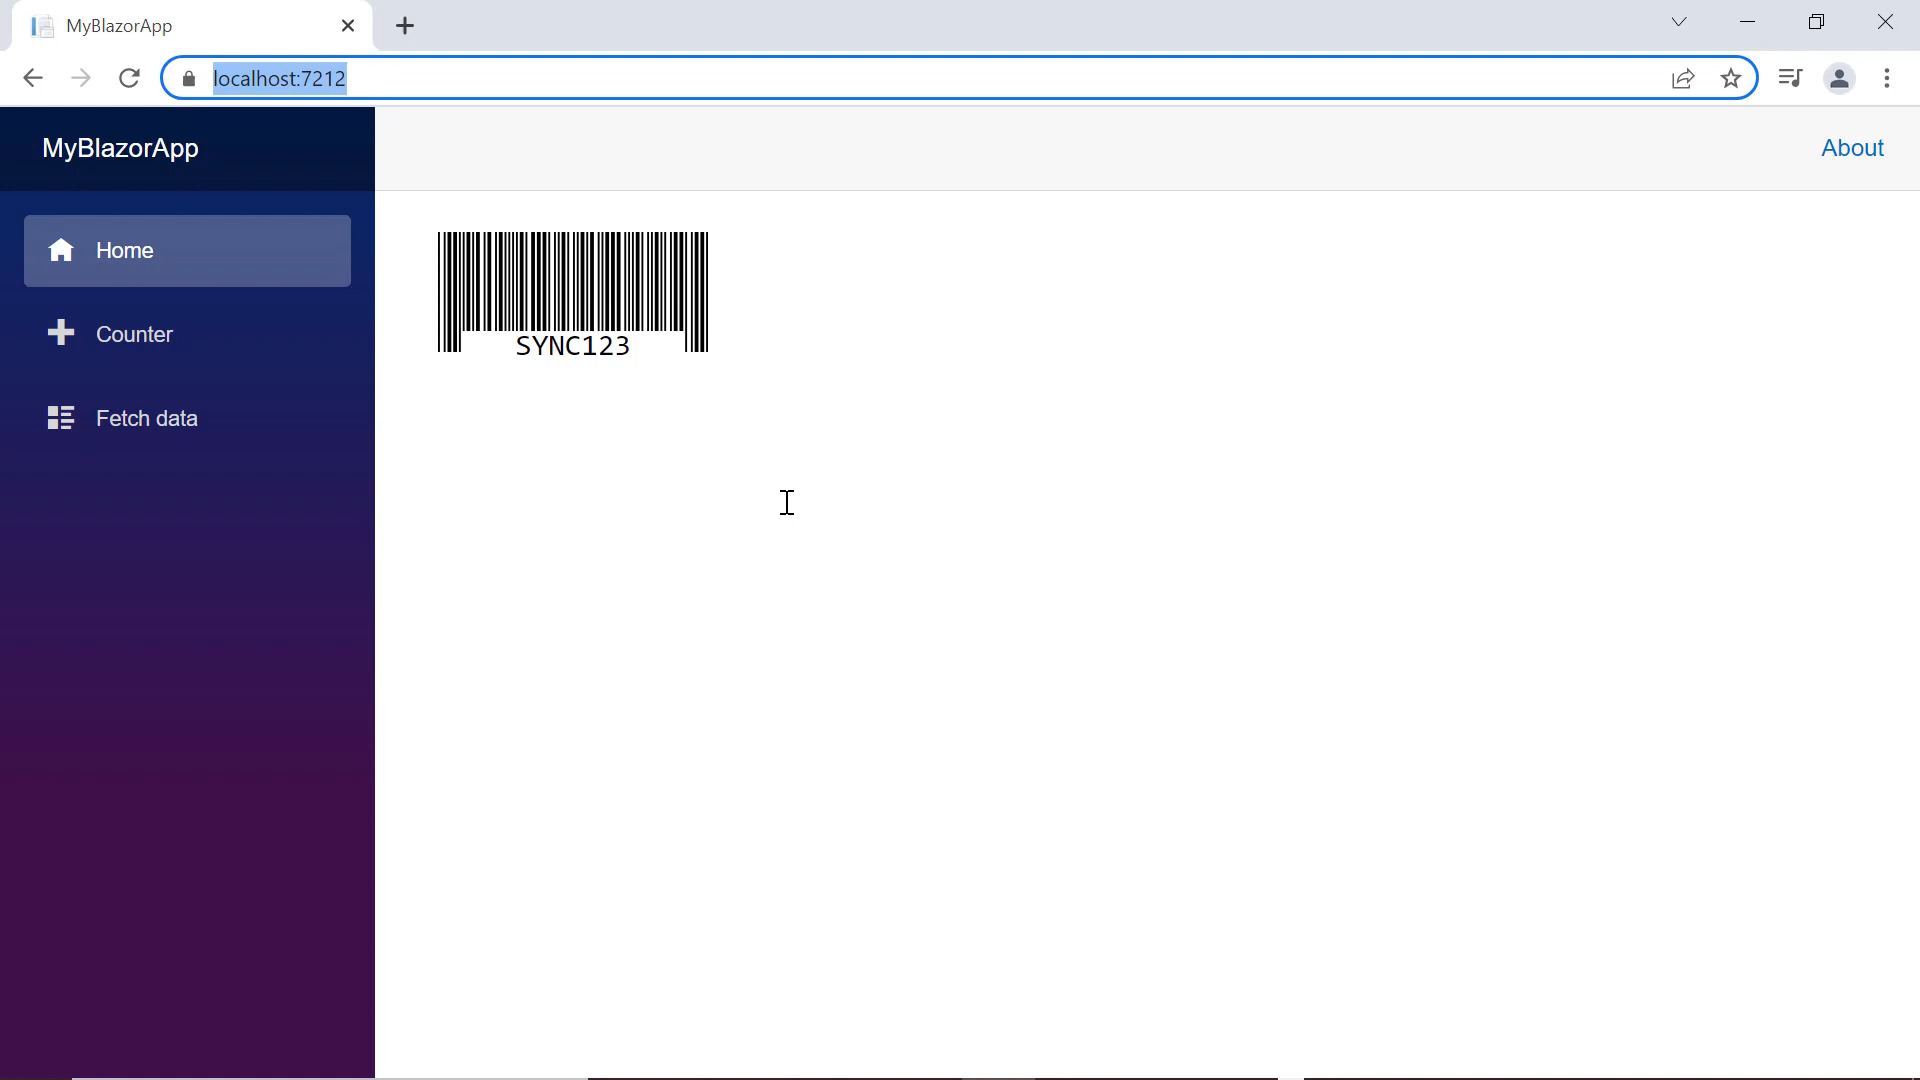 MyBlazorApp
localhost:7212
MyBlazorApp
About
Home
Counter
Fetch data
SYNC123